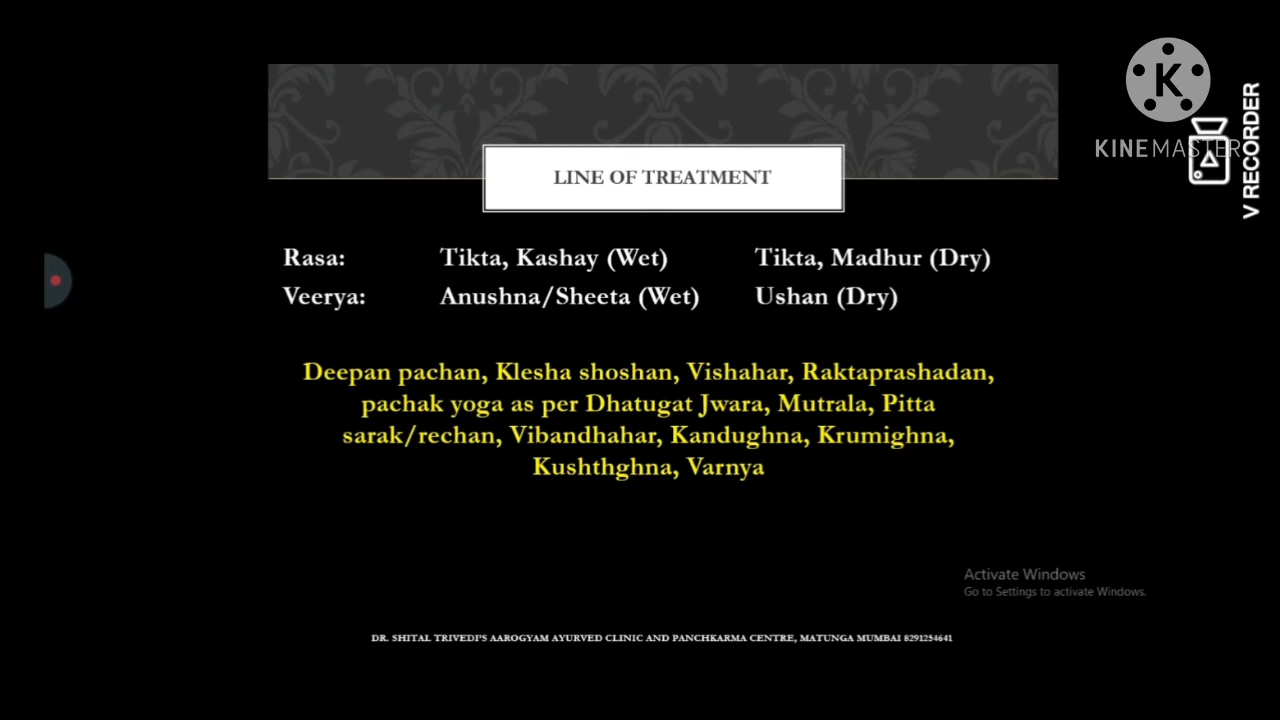 K
KINEMASTER
V RECORDER
LINE OF TREATMENT
Rasa: Tikta, Kashay (Wet) Tikta, Madhur (Dry)
Veerya: Anushna/Sheeta (Wet) Ushan (Dry)
Deepan pachan, Klesha shoshan, Vishahar, Raktaprashadan,
pachak yoga as per Dhatugat Jwara, Mutrala, Pitta
sarak/rechan, Vibandhahar, Kandughna, Krumighna,
Kushthghna, Varnya
Activate Windows
Go to Settings to activate Windows.
DR. SHITAL TRIVEDI'S AAROGYAM AYURVED CLINIC AND PANCHKARMA CENTRE, MATUNGA MUMBAI 8291254641